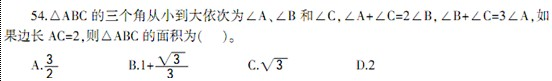 54.△ABC 的三个角从小到大依次为∠A、∠B 和∠C,∠A+∠C=2∠B,∠B+∠C=3∠A,如
果边长 AC=2,则△ABC 的面积为(　　)。
A.3/2　　B.1+√3/3　　C.√3　　D.2